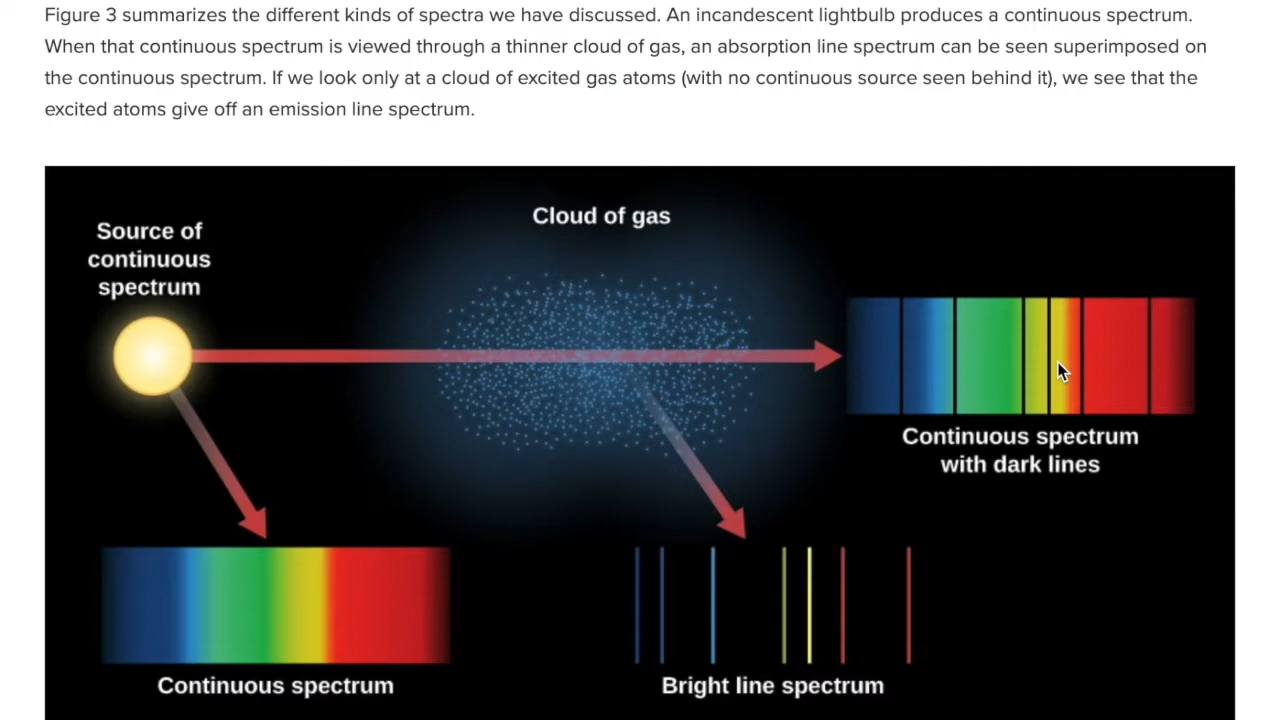 Figure 3 summarizes the different kinds of spectra we have discussed. An incandescent lightbulb produces a continuous spectrum.
When that continuous spectrum is viewed through a thinner cloud of gas, an absorption line spectrum can be seen superimposed on
the continuous spectrum. If we look only at a cloud of excited gas atoms (with no continuous source seen behind it), we see that the
excited atoms give off an emission line spectrum.
Source of
continuous
spectrum
Cloud of gas
Continuous spectrum
with dark lines
Continuous spectrum
Bright line spectrum